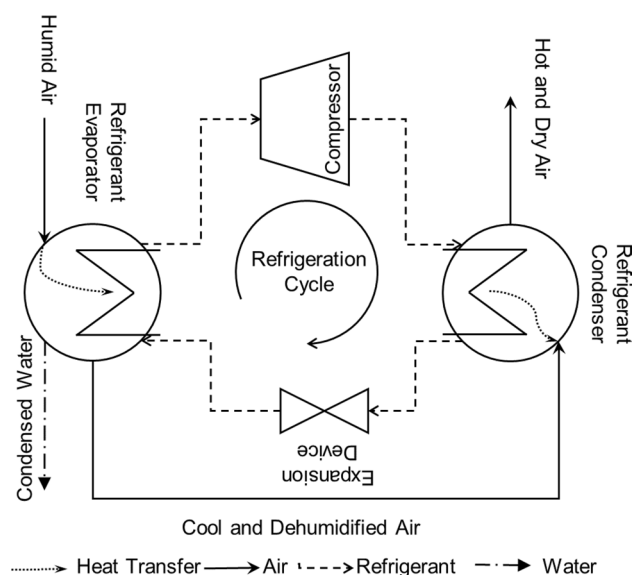 Humid Air
Refrigerant
Evaporator
Compressor
Hot and Dry Air
Refrigeration
Cycle
Refrigerant
Condenser
Condensed Water
Expansion
Device
Cool and Dehumidified Air
Heat Transfer
Air
Refrigerant
Water